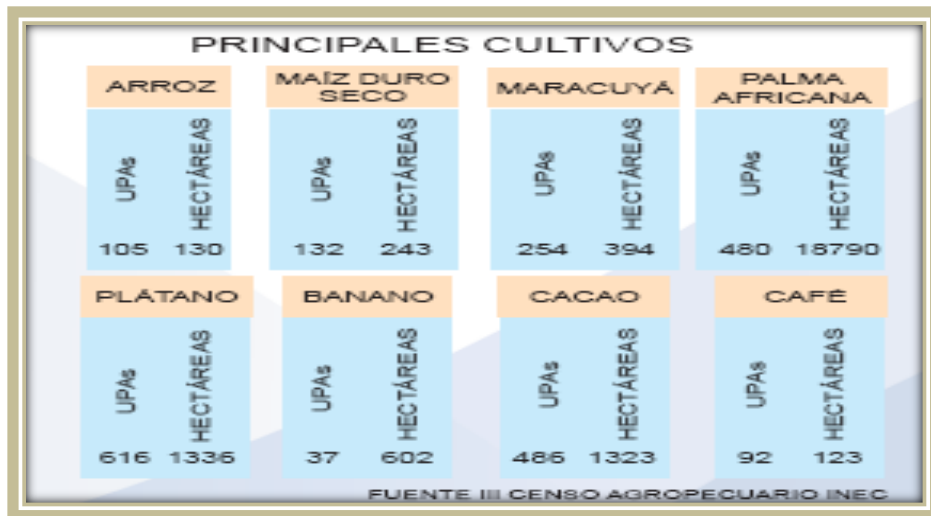 PRINCIPALES CULTIVOS
ARROZ
UPAs HECTÁREAS
105 130
MAÍZ DURO
SECO
UPAs HECTÁREAS
132 243
MARACUYÁ
UPAs HECTÁREAS
254 394
PALMA
AFRICANA
UPAs HECTÁREAS
480 18790
PLÁTANO
UPAs HECTÁREAS
616 1336
BANANO
UPAs HECTÁREAS
37 602
CACAO
UPAs HECTÁREAS
486 1323
CAFÉ
UPAs HECTÁREAS
92 123
FUENTE III CENSO AGROPECUARIO INEC